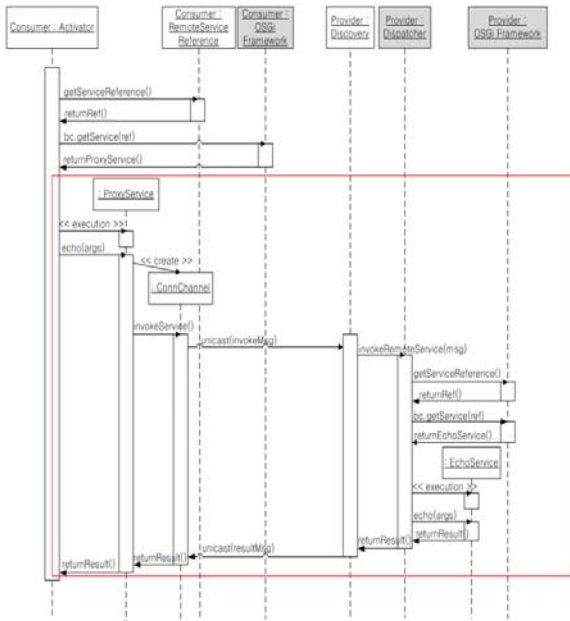 Consumer : Activator
Consumer :
RemoteService
Reference
Consumer :
OSGi
Framework
Provider :
Discovery
Provider :
Dispatcher
Provider :
OSGi Framework
getServiceReference()
returnRef()
bc.getService(ref)
returnProxyService()
: ProxyService
<< execution >>
echo(args)
<< create >>
: ConnChannel
invokeService()
unicast(invokeMsg)
invokeRemoteService(msg)
getServiceReference()
returnRef()
bc.getService(ref)
returnEchoService()
: EchoService
<< execution >>
echo(args)
returnResult()
returnResult()
unicast(resultMsg)
returnResult()
returnResult()